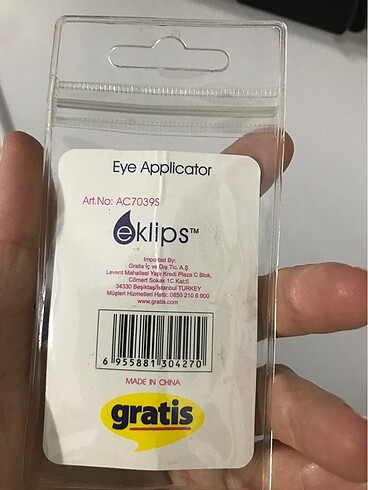 Eye Applicator
Art.No: AC7039S
eklips™
Imported By:
Gratis İç ve Dış Tic. A.Ş.
Levent Mahallesi Yapı Kredi Plaza C Blok,
Cömert Sokak 1C Kat:5
34330 Beşiktaş/İstanbul TURKEY
Müşteri Hizmetleri Hattı: 0850 210 6 900
www.gratis.com
6 955881 304270
MADE IN CHINA
gratis